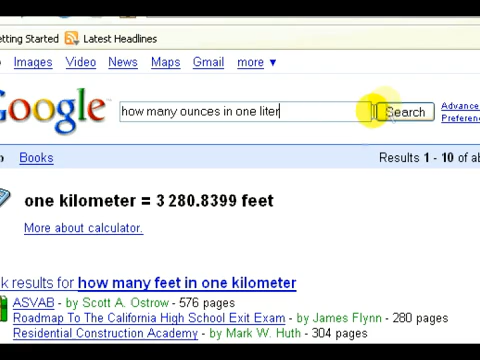 etting Started Latest Headlines
Images Video News Maps Gmail more ▼
Google how many ounces in one liter Search Advance
Preferen
Books Results 1 - 10 of a
one kilometer = 3 280.8399 feet
More about calculator.
k results for how many feet in one kilometer
ASVAB - by Scott A. Ostrow - 576 pages
Roadmap To The California High School Exit Exam - by James Flynn - 280 pages
Residential Construction Academy - by Mark W. Huth - 304 pages